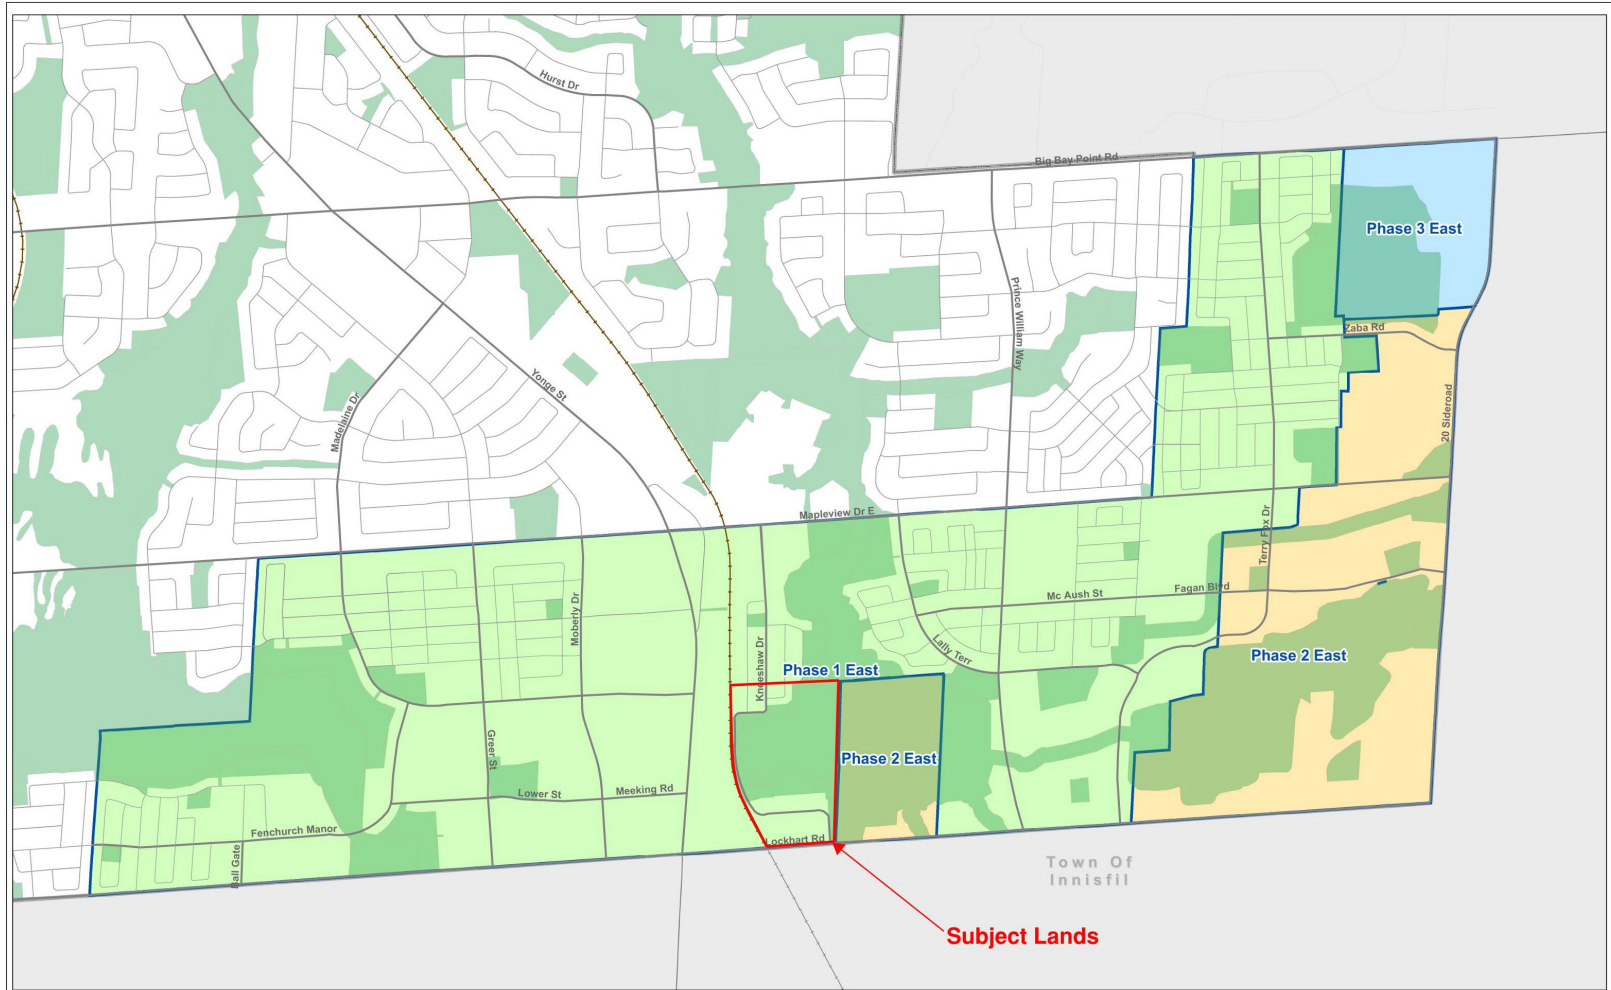 Hurst Dr
Big Bay Point Rd
Phase 3 East
Prince William Way
Zaba Rd
Yonge St
Madelaine Dr
20 Sideroad
Mapleview Dr E
Terry Fox Dr
Fagan Blvd
Mc Aush St
Moberly Dr
Kneeshaw Dr
Lally Terr
Phase 1 East
Phase 2 East
Green St
Phase 2 East
Lower St
Meeking Rd
Fenchurch Manor
Lockhart Rd
Ball Gate
Town Of
Innisfil
Subject Lands